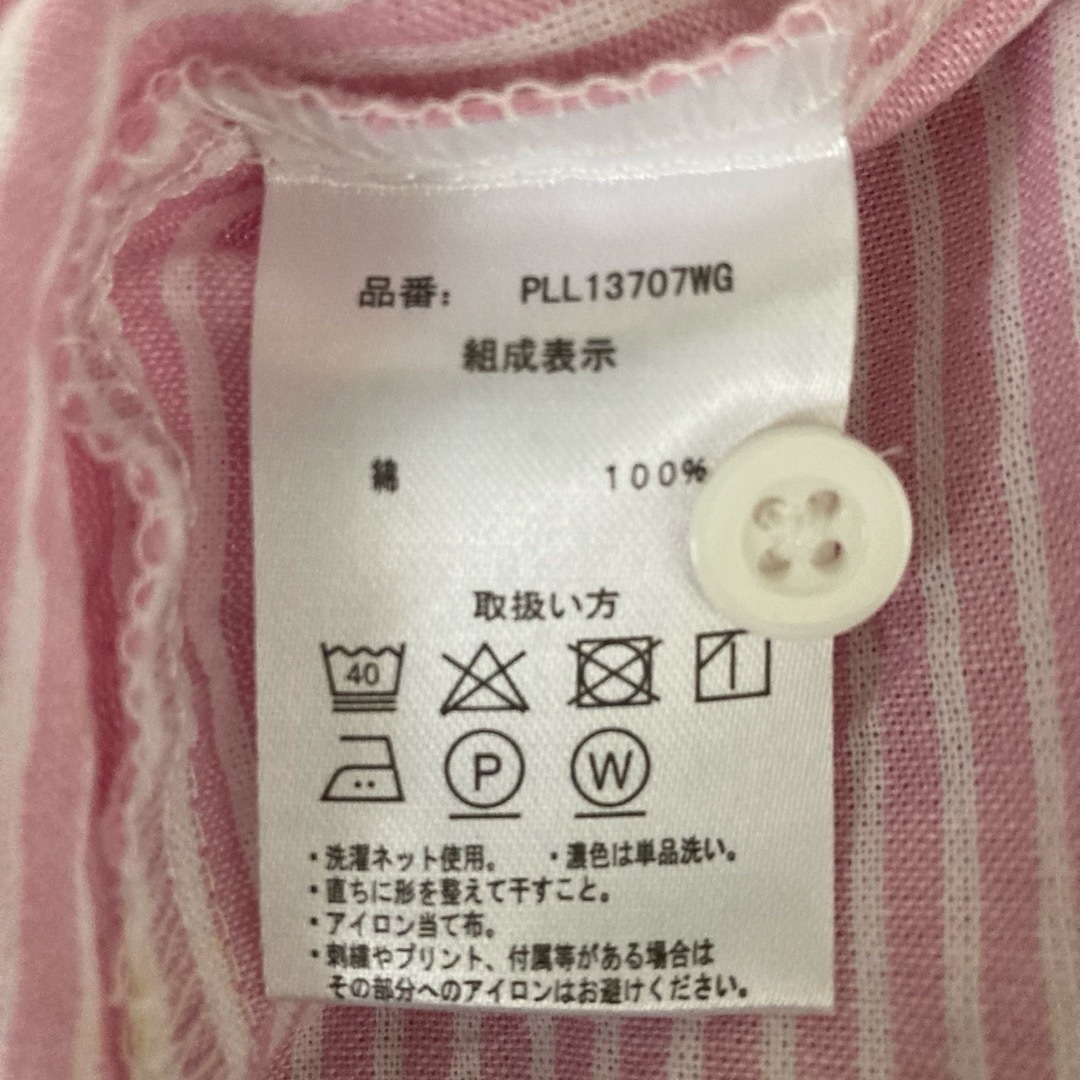 品番: PLL13707WG
組成表示
綿 100%
取扱い方
40
P W
・洗濯ネット使用。 ・濃色は単品洗い。
・直ちに形を整えて干すこと。
・アイロン当て布。
・刺繍やプリント、付属等がある場合は
その部分へのアイロンはお避けください。